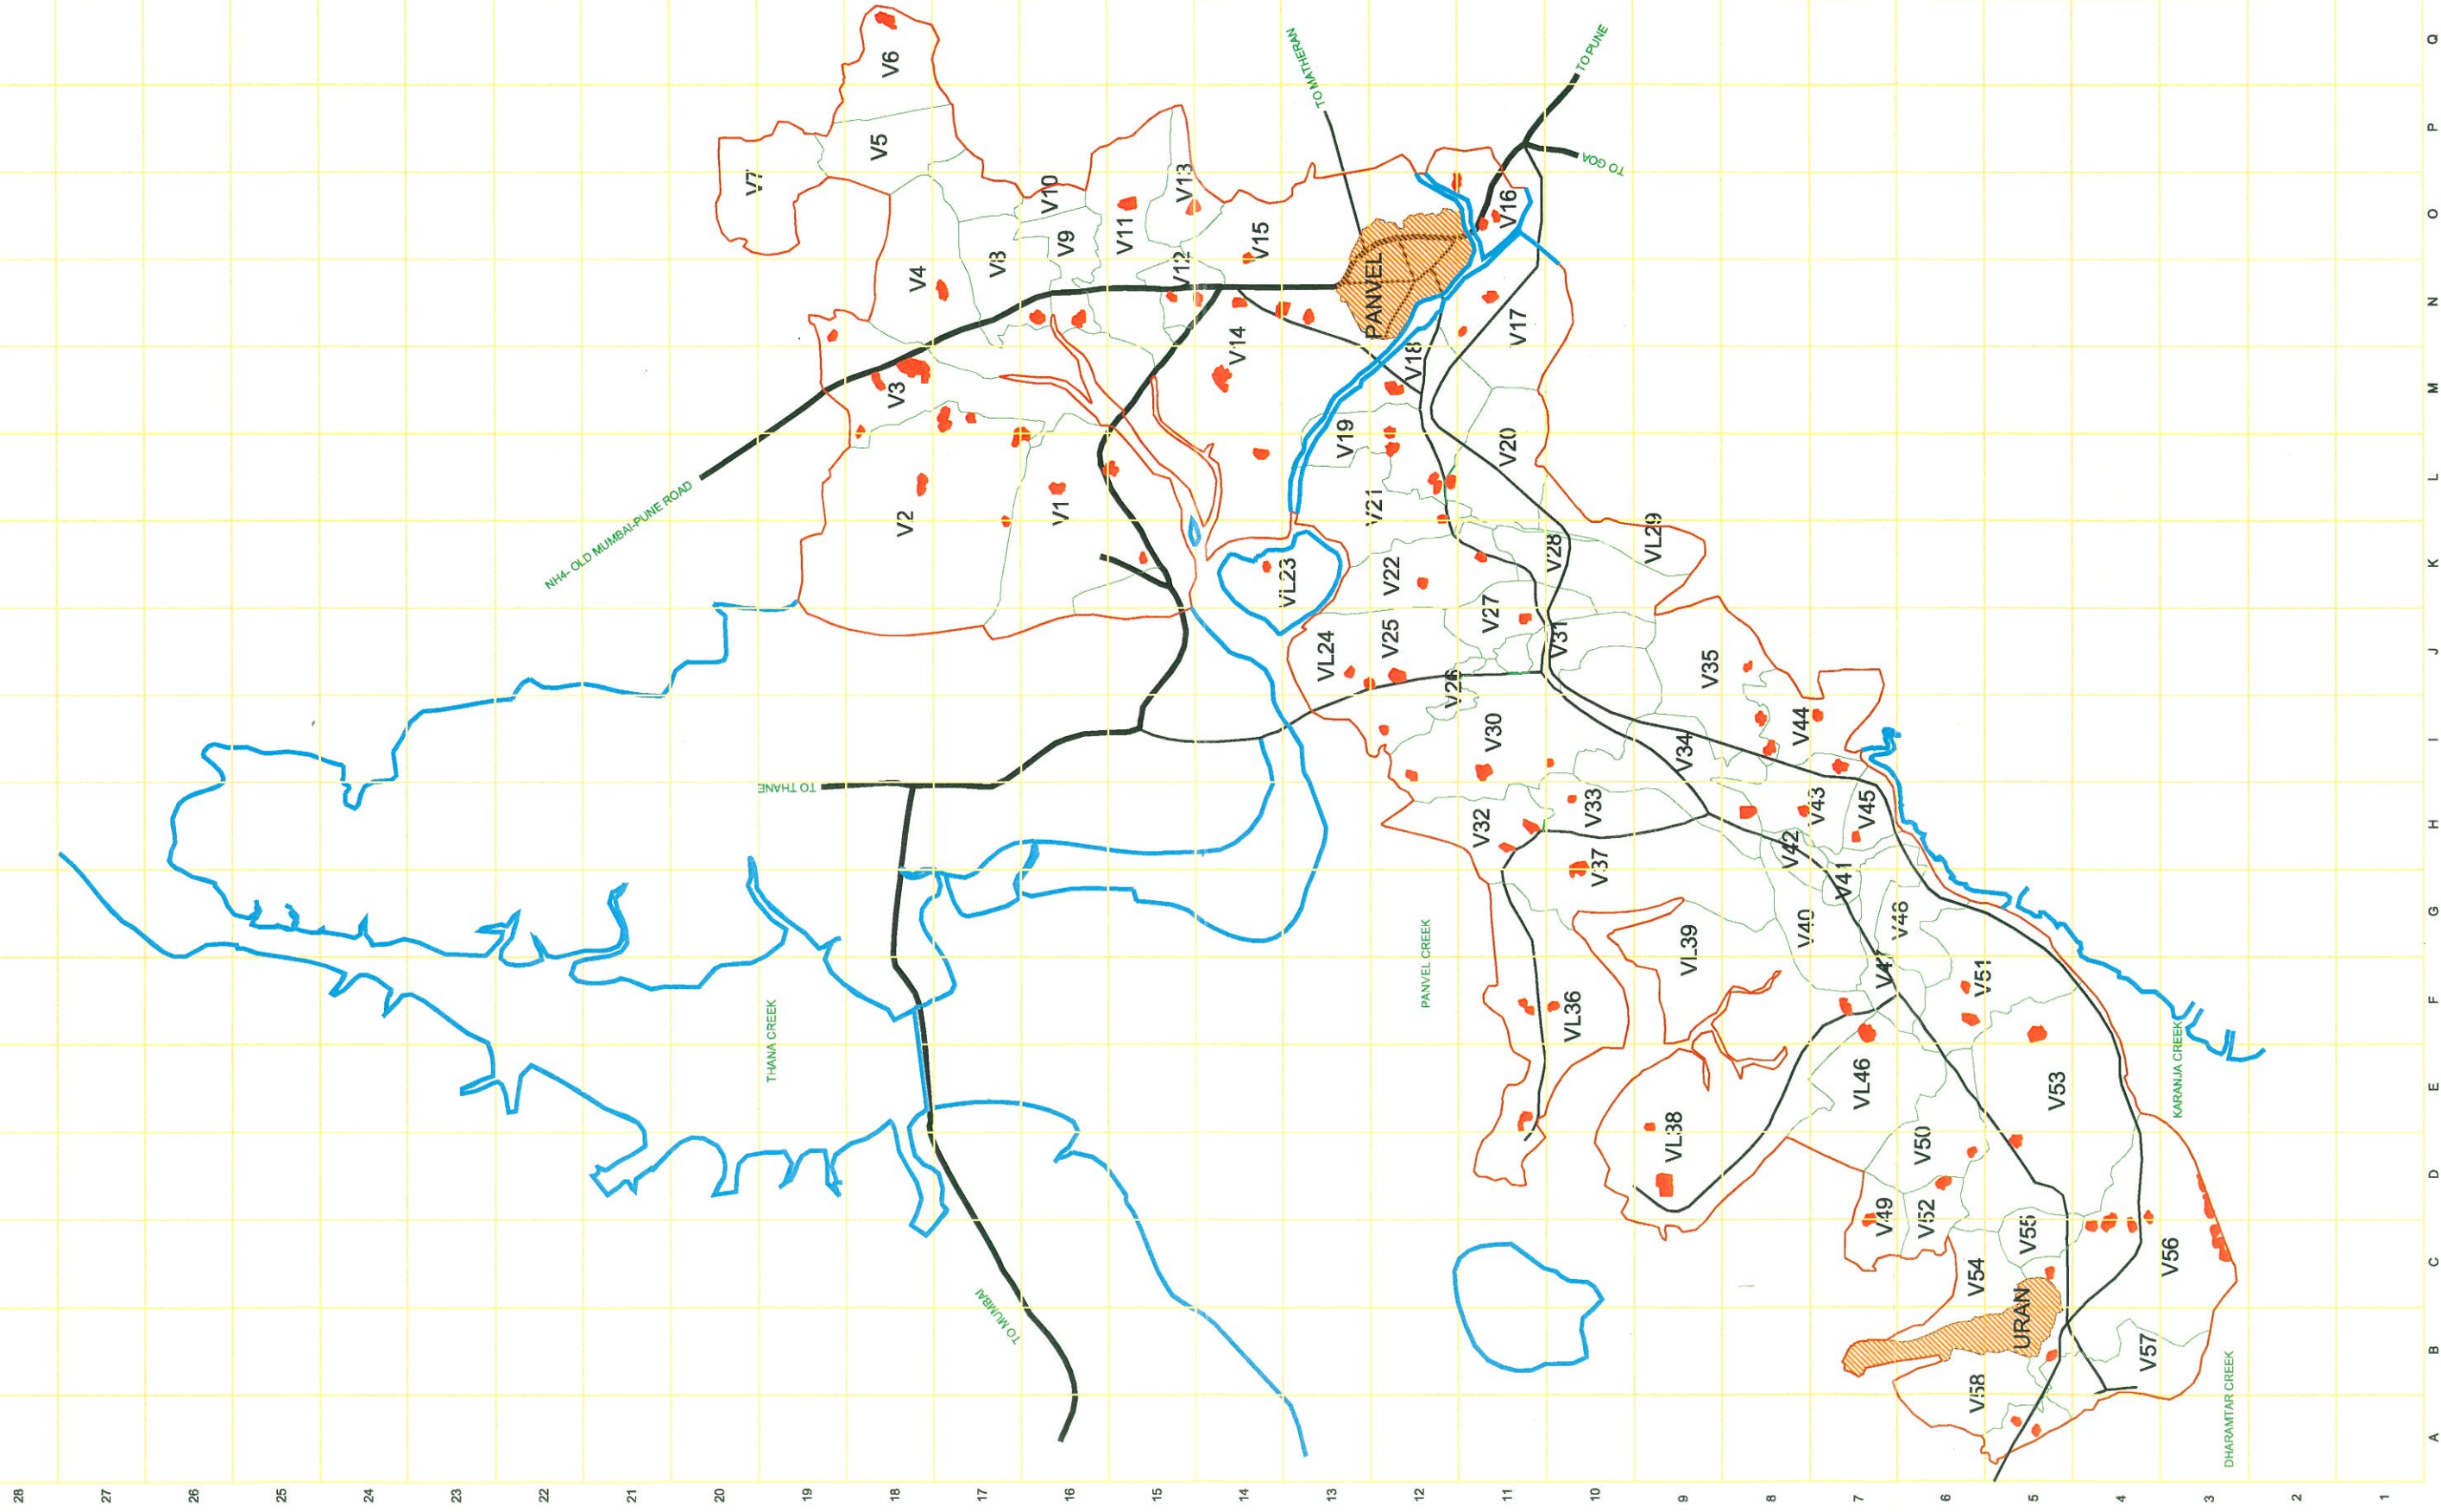 Q
TO MATHERAN
TO PUNE
V6
P
V5
TO GOA
V7
V13
V10
V16
O
V11
V9
V15
V8
V12
V4
PANVEL
N
V17
V14
V18
V3
M
V19
V20
NH4- OLD MUMBAI-PUNE ROAD
L
V21
V1
V2
VL29
V28
V22
VL23
K
V27
V31
V25
VL24
V35
J
V26
V30
V44
V34
I
TO THANE
V33
V43
V45
V32
H
V42
V37
V41
V46
V40
G
VL39
PANVEL CREEK
V47
V51
VL36
F
THANA CREEK
KARANJA CREEK
VL46
V53
E
VL38
V50
D
V49
V52
V55
V56
C
V54
TO MUMBAI
URAN
V57
B
V58
DHARAMTAR CREEK
A
28
27
26
25
24
23
22
21
20
19
18
17
16
15
14
13
12
11
10
9
8
7
6
5
4
3
2
1